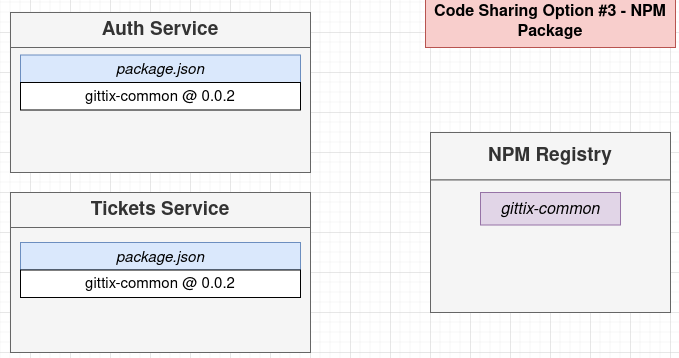 Code Sharing Option #3 - NPM
Package
Auth Service
package.json
gittix-common @ 0.0.2
Tickets Service
package.json
gittix-common @ 0.0.2
NPM Registry
gittix-common